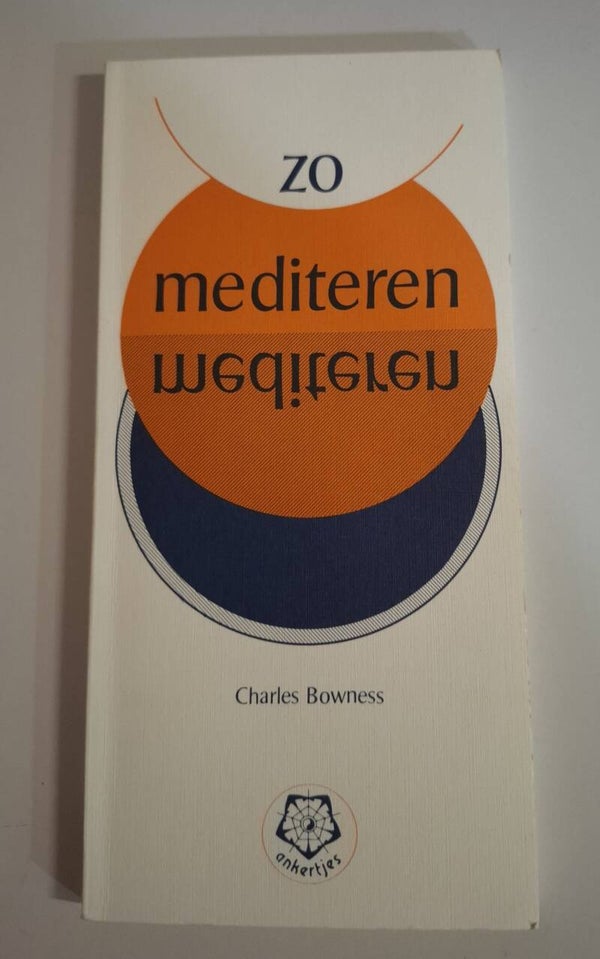 zo
mediteren
mediteren
Charles Bowness
ankertjes